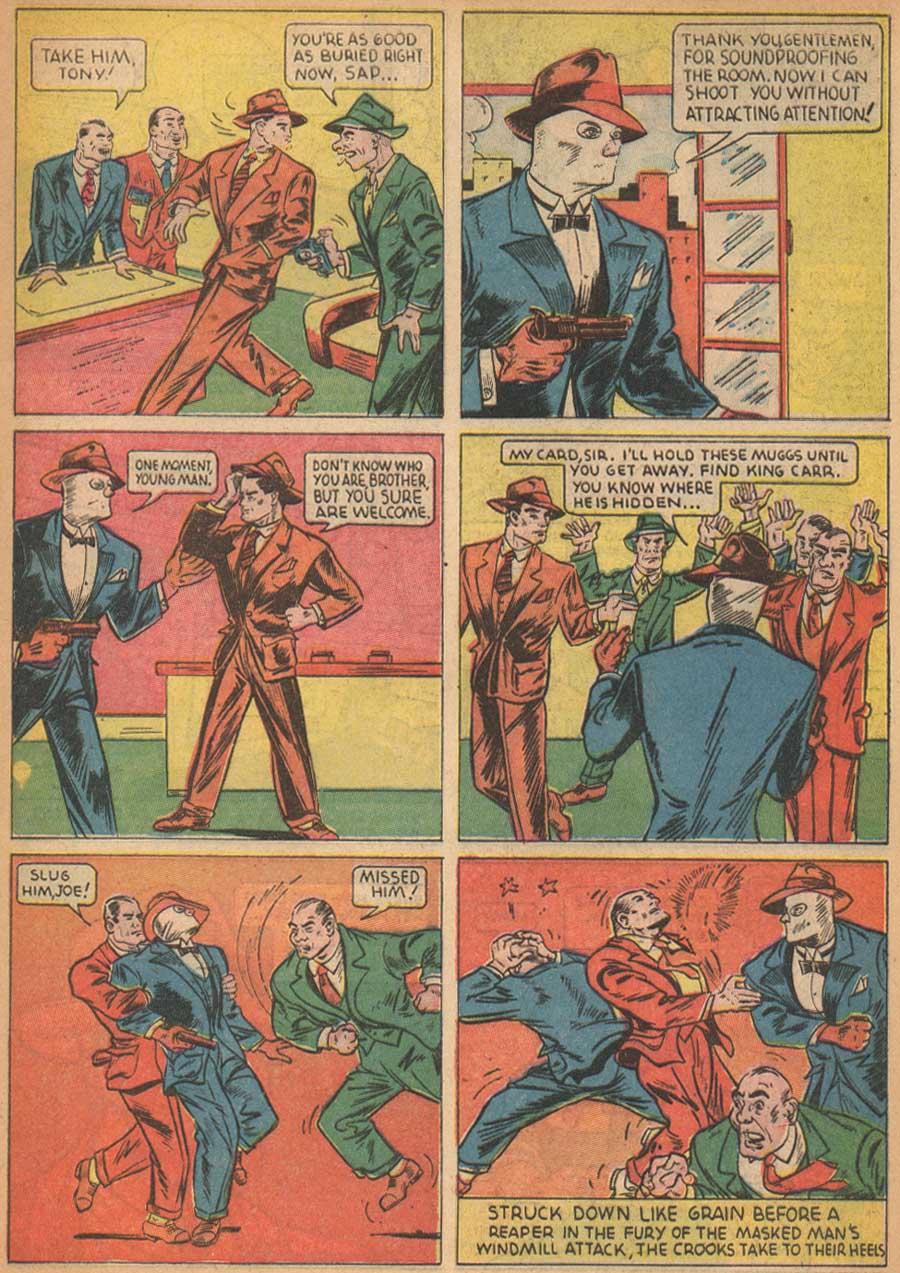 TAKE HIM,
TONY!
YOU'RE AS GOOD
AS BURIED RIGHT
NOW, SAP...
THANK YOU, GENTLEMEN,
FOR SOUNDPROOFING
THE ROOM. NOW I CAN
SHOOT YOU WITHOUT
ATTRACTING ATTENTION!
ONE MOMENT,
YOUNG MAN.
DON'T KNOW WHO
YOU ARE, BROTHER,
BUT YOU SURE
ARE WELCOME.
MY CARD, SIR. I'LL HOLD THESE MUGGS UNTIL
YOU GET AWAY. FIND KING CARR.
YOU KNOW WHERE
HE IS HIDDEN...
SLUG
HIM, JOE!
MISSED
HIM!
STRUCK DOWN LIKE GRAIN BEFORE A
REAPER IN THE FURY OF THE MASKED MAN'S
WINDMILL ATTACK, THE CROOKS TAKE TO THEIR HEELS